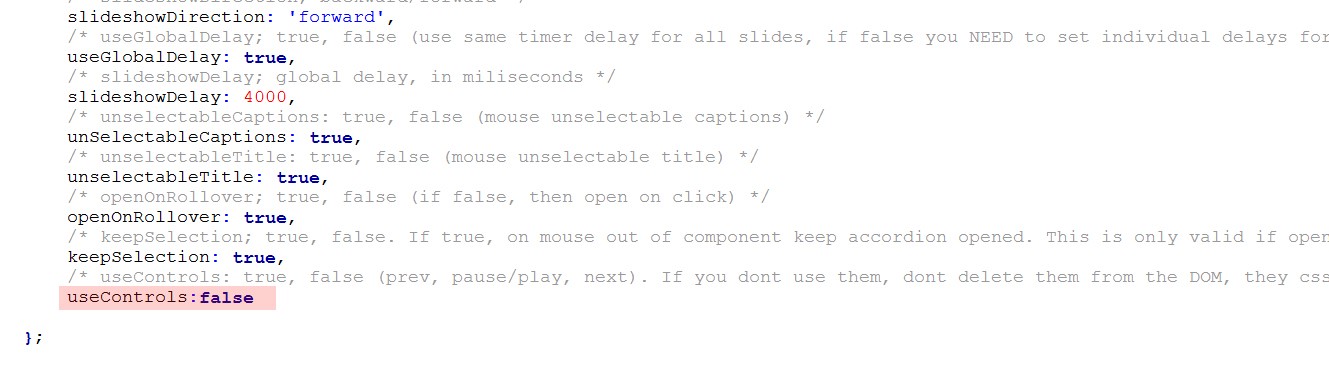 slideshowDirection: 'forward',
/* useGlobalDelay; true, false (use same timer delay for all slides, if false you NEED to set individual delays for
useGlobalDelay: true,
/* slideshowDelay; global delay, in miliseconds */
slideshowDelay: 4000,
/* unselectableCaptions: true, false (mouse unselectable captions) */
unSelectableCaptions: true,
/* unselectableTitle: true, false (mouse unselectable title) */
unselectableTitle: true,
/* openOnRollover; true, false (if false, then open on click) */
openOnRollover: true,
/* keepSelection; true, false. If true, on mouse out of component keep accordion opened. This is only valid if open
keepSelection: true,
/* useControls: true, false (prev, pause/play, next). If you dont use them, dont delete them from the DOM, they css
useControls:false
};